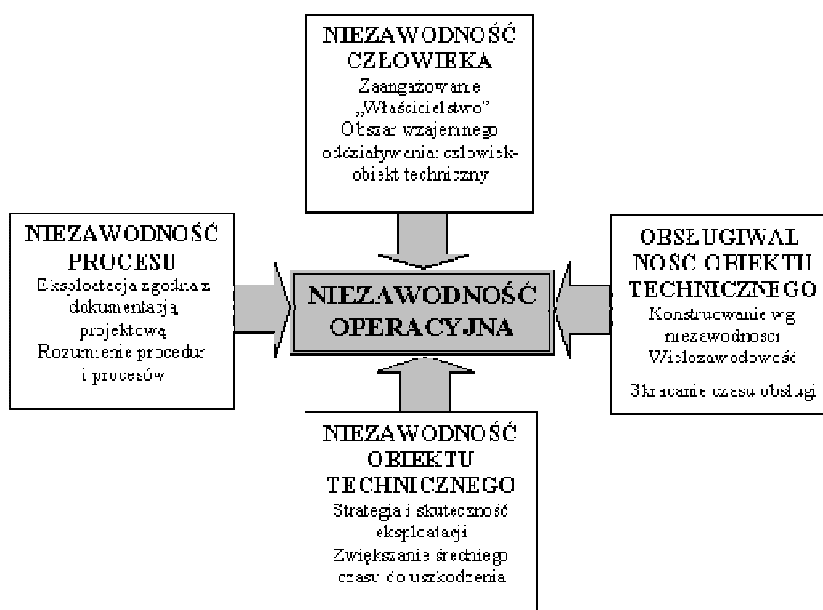 NIEZAWODNOŚĆ
CZŁOWIEKA
Zaangażowanie
„Właścicielstwo”
Obszar wzajemnego
oddziaływania: człowiek-
obiekt techniczny
NIEZAWODNOŚĆ
PROCESU
Eksploatacja zgodna z
dokumentacją
projektową
Rozumienie procedur
i procesów
NIEZAWODNOŚĆ
OPERACYJNA
OBSŁUGIWAL
NOŚĆ OBIEKTU
TECHNICZNEGO
Konstruowanie wg
niezawodności
Wielozawodowość
Skracanie czasu obsługi
NIEZAWODNOŚĆ
OBIEKTU
TECHNICZNEGO
Strategia i skuteczność
eksploatacji
Zwiększanie średniego
czasu do uszkodzenia